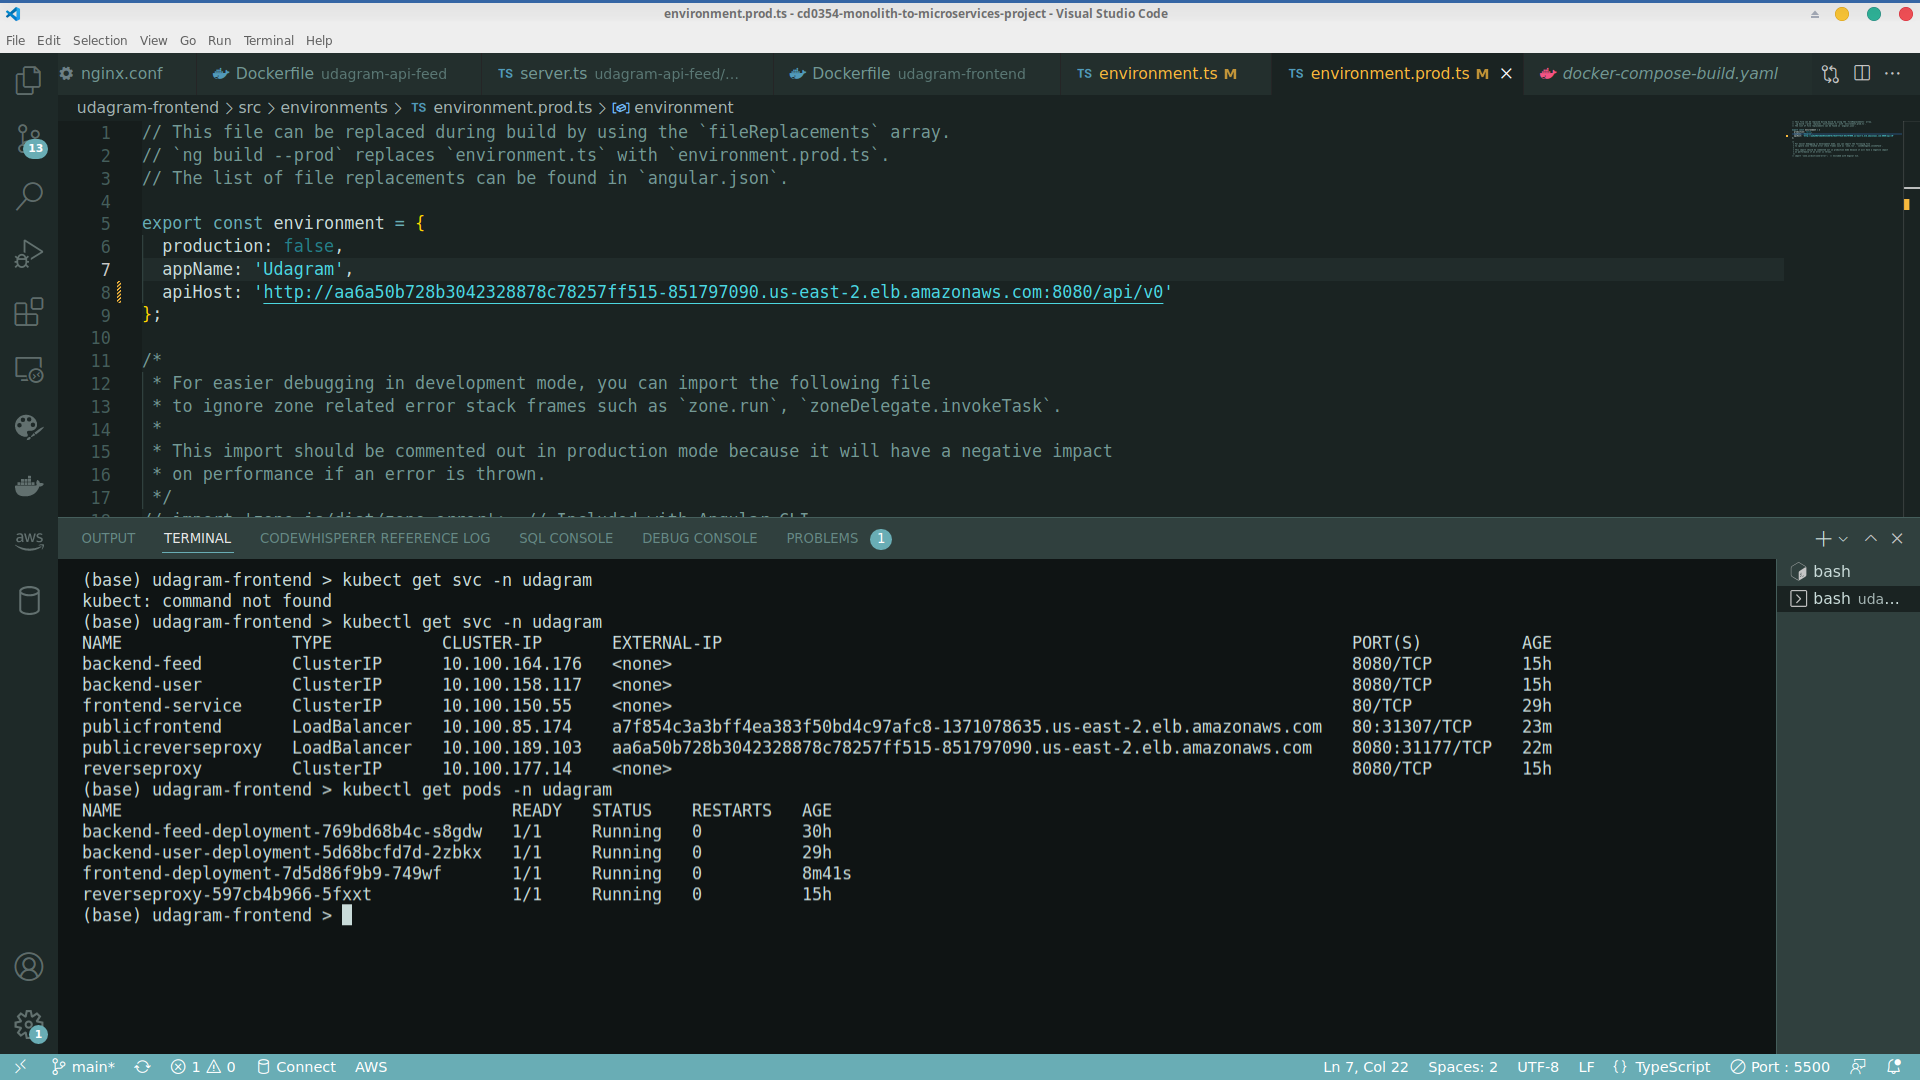 environment.prod.ts - cd0354-monolith-to-microservices-project - Visual Studio Code
File Edit Selection View Go Run Terminal Help
nginx.conf Dockerfile udagram-api-feed TS server.ts udagram-api-feed/... Dockerfile udagram-frontend TS environment.ts M TS environment.prod.ts M docker-compose-build.yaml
udagram-frontend > src > environments > TS environment.prod.ts > environment
1 // This file can be replaced during build by using the `fileReplacements` array.
2 // `ng build --prod` replaces `environment.ts` with `environment.prod.ts`.
3 // The list of file replacements can be found in `angular.json`.
4
5 export const environment = {
6 production: false,
7 appName: 'Udagram',
8 apiHost: 'http://aa6a50b728b3042328878c78257ff515-851797090.us-east-2.elb.amazonaws.com:8080/api/v0'
9 };
10
11 /*
12 * For easier debugging in development mode, you can import the following file
13 * to ignore zone related error stack frames such as `zone.run`, `zoneDelegate.invokeTask`.
14 *
15 * This import should be commented out in production mode because it will have a negative impact
16 * on performance if an error is thrown.
17 */
13
aws
1
OUTPUT TERMINAL CODEWHISPERER REFERENCE LOG SQL CONSOLE DEBUG CONSOLE PROBLEMS 1
bash
bash uda...
(base) udagram-frontend > kubect get svc -n udagram
kubect: command not found
(base) udagram-frontend > kubectl get svc -n udagram
NAME TYPE CLUSTER-IP EXTERNAL-IP PORT(S) AGE
backend-feed ClusterIP 10.100.164.176 <none> 8080/TCP 15h
backend-user ClusterIP 10.100.158.117 <none> 8080/TCP 15h
frontend-service ClusterIP 10.100.150.55 <none> 80/TCP 29h
publicfrontend LoadBalancer 10.100.85.174 a7f854c3a3bff4ea383f50bd4c97afc8-1371078635.us-east-2.elb.amazonaws.com 80:31307/TCP 23m
publicreverseproxy LoadBalancer 10.100.189.103 aa6a50b728b3042328878c78257ff515-851797090.us-east-2.elb.amazonaws.com 8080:31177/TCP 22m
reverseproxy ClusterIP 10.100.177.14 <none> 8080/TCP 15h
(base) udagram-frontend > kubectl get pods -n udagram
NAME READY STATUS RESTARTS AGE
backend-feed-deployment-769bd68b4c-s8gdw 1/1 Running 0 30h
backend-user-deployment-5d68bcfd7d-2zbkx 1/1 Running 0 29h
frontend-deployment-7d5d86f9b9-749wf 1/1 Running 0 8m41s
reverseproxy-597cb4b966-5fxxt 1/1 Running 0 15h
(base) udagram-frontend >
main* 1 0 Connect AWS Ln 7, Col 22 Spaces: 2 UTF-8 LF {} TypeScript Port : 5500